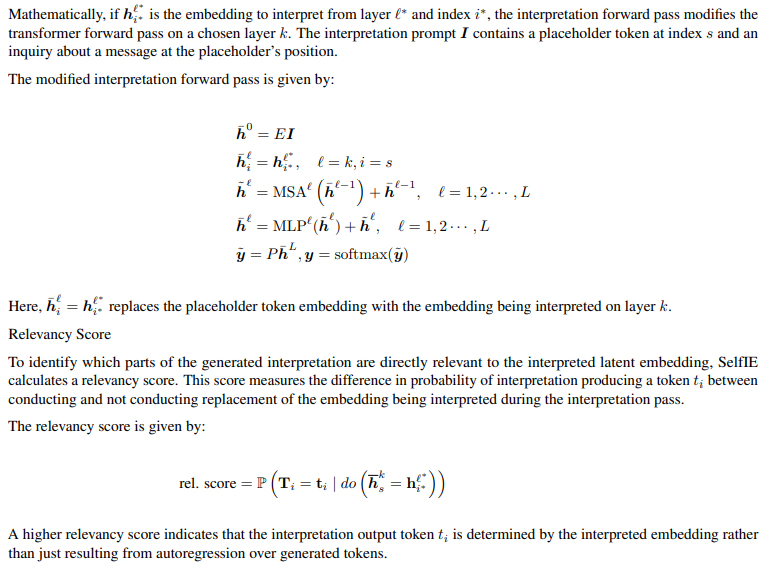 Mathematically, if $\boldsymbol{h}_{i^*}^{\ell^*}$ is the embedding to interpret from layer $\ell^*$ and index $i^*$, the interpretation forward pass modifies the
transformer forward pass on a chosen layer $k$. The interpretation prompt $\boldsymbol{I}$ contains a placeholder token at index $s$ and an
inquiry about a message at the placeholder's position.
The modified interpretation forward pass is given by:
$\bar{\boldsymbol{h}}^0 = E\boldsymbol{I}$
$\bar{\boldsymbol{h}}_i^\ell = \boldsymbol{h}_{i^*}^{\ell^*}, \quad \ell = k, i = s$
$\tilde{\boldsymbol{h}}^\ell = \text{MSA}^\ell \left(\bar{\boldsymbol{h}}^{\ell-1}\right) + \bar{\boldsymbol{h}}^{\ell-1}, \quad \ell = 1, 2 \cdots, L$
$\bar{\boldsymbol{h}}^\ell = \text{MLP}^\ell(\tilde{\boldsymbol{h}}^\ell) + \tilde{\boldsymbol{h}}^\ell, \quad \ell = 1, 2 \cdots, L$
$\tilde{\boldsymbol{y}} = P\bar{\boldsymbol{h}}^L, \boldsymbol{y} = \text{softmax}(\tilde{\boldsymbol{y}})$
Here, $\bar{\boldsymbol{h}}_i^\ell = \boldsymbol{h}_{i^*}^{\ell^*}$ replaces the placeholder token embedding with the embedding being interpreted on layer $k$.
Relevancy Score
To identify which parts of the generated interpretation are directly relevant to the interpreted latent embedding, SelfIE
calculates a relevancy score. This score measures the difference in probability of interpretation producing a token $t_i$ between
conducting and not conducting replacement of the embedding being interpreted during the interpretation pass.
The relevancy score is given by:
$\text{rel. score} = \mathbb{P}\left(\mathbf{T}_i = \mathbf{t}_i \mid do\left(\overline{h}_s^k = \mathbf{h}_{i^*}^{\ell^*}\right)\right)$
A higher relevancy score indicates that the interpretation output token $t_i$ is determined by the interpreted embedding rather
than just resulting from autoregression over generated tokens.